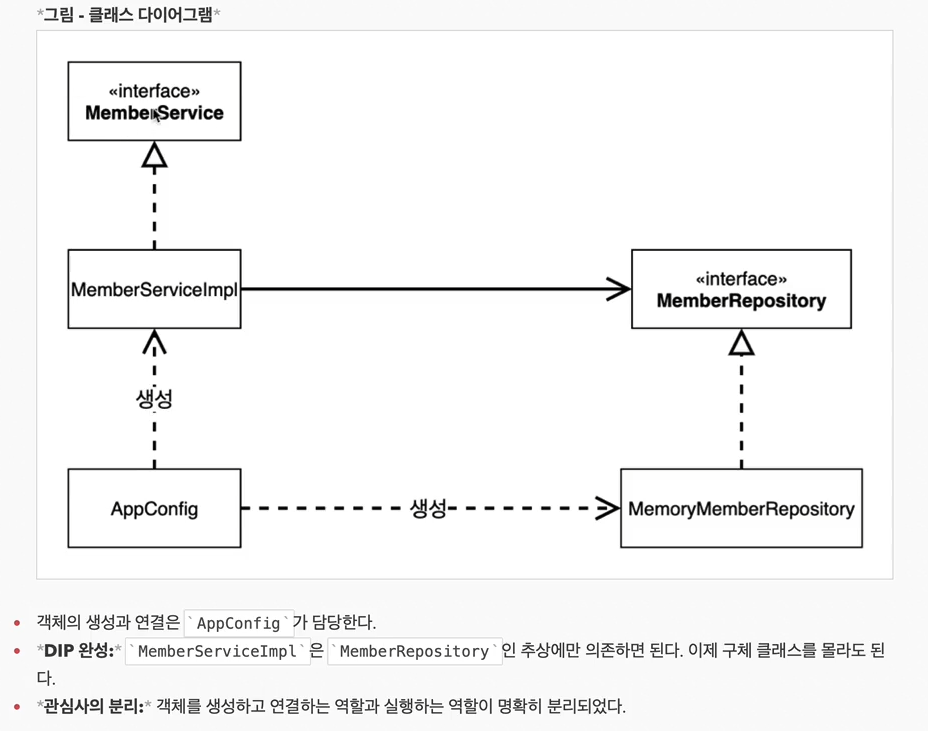 *그림 - 클래스 다이어그램*
«interface»
MemberService
MemberServiceImpl
«interface»
MemberRepository
생성
AppConfig
생성
MemoryMemberRepository
객체의 생성과 연결은 `AppConfig`가 담당한다.
*DIP 완성:* `MemberServiceImpl`은 `MemberRepository`인 추상에만 의존하면 된다. 이제 구체 클래스를 몰라도 된
다.
*관심사의 분리:* 객체를 생성하고 연결하는 역할과 실행하는 역할이 명확히 분리되었다.